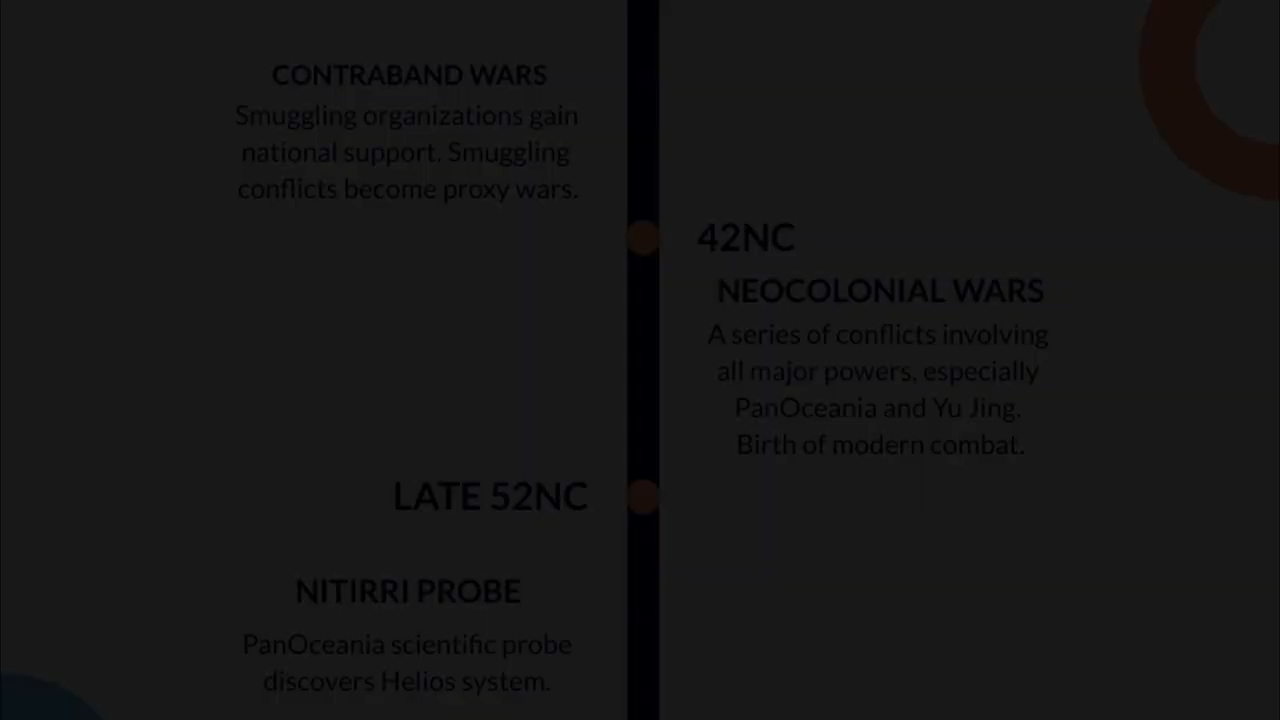 CONTRABAND WARS
Smuggling organizations gain
national support. Smuggling
conflicts become proxy wars.
42NC
NEOCOLONIAL WARS
A series of conflicts involving
all major powers, especially
PanOceania and Yu Jing.
Birth of modern combat.
LATE 52NC
NITIRRI PROBE
PanOceania scientific probe
discovers Helios system.